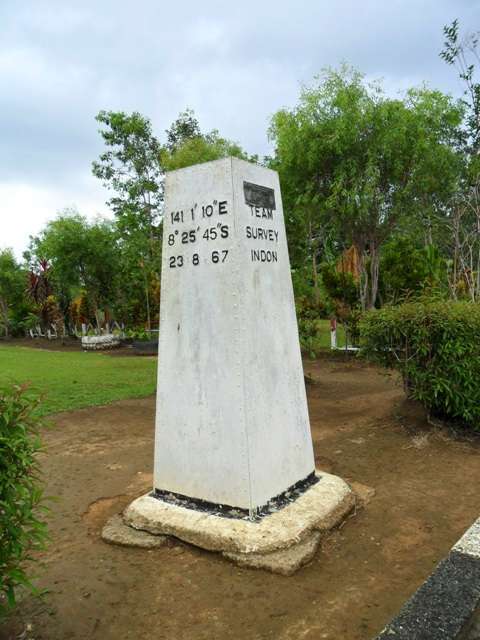 141 1' 10" E
8° 25' 45" S
23 8 67
TEAM
SURVEY
INDON